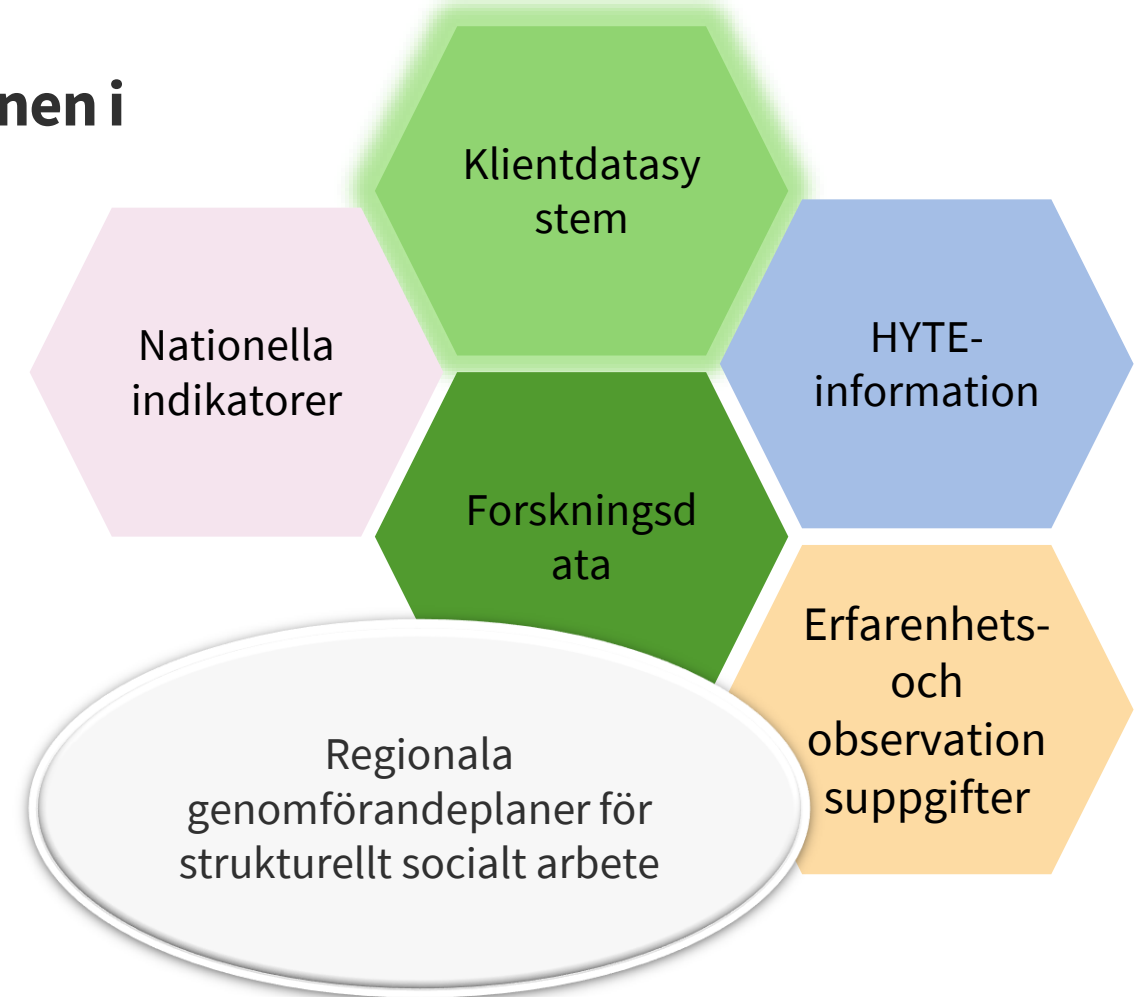 nen i
Klientdatasy
stem
Nationella
indikatorer
HYTE-
information
Forskningsd
ata
Erfarenhets-
och
observation
suppgifter
Regionala
genomförandeplaner för
strukturellt socialt arbete